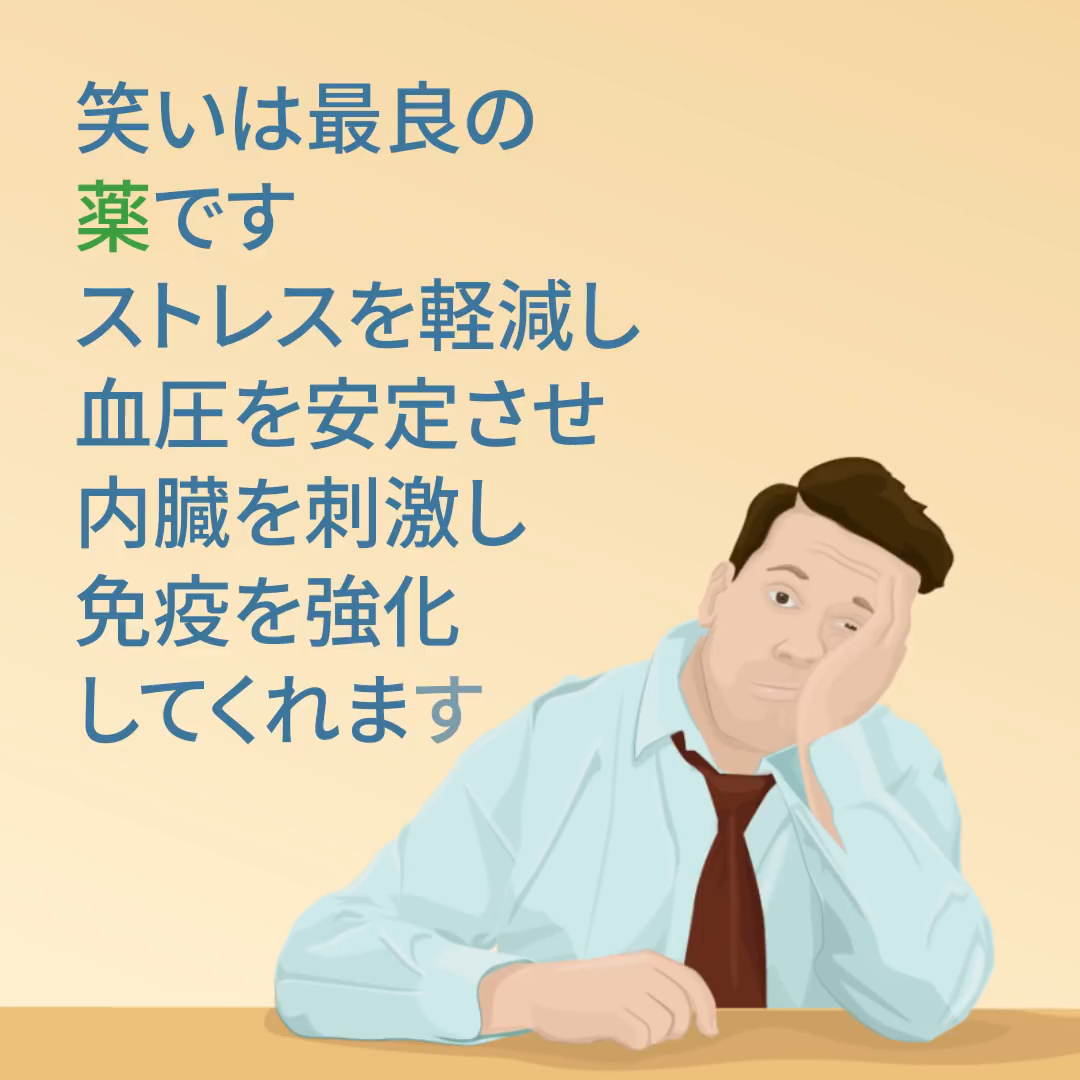 笑いは最良の
薬です
ストレスを軽減し
血圧を安定させ
内臓を刺激し
免疫を強化
してくれます